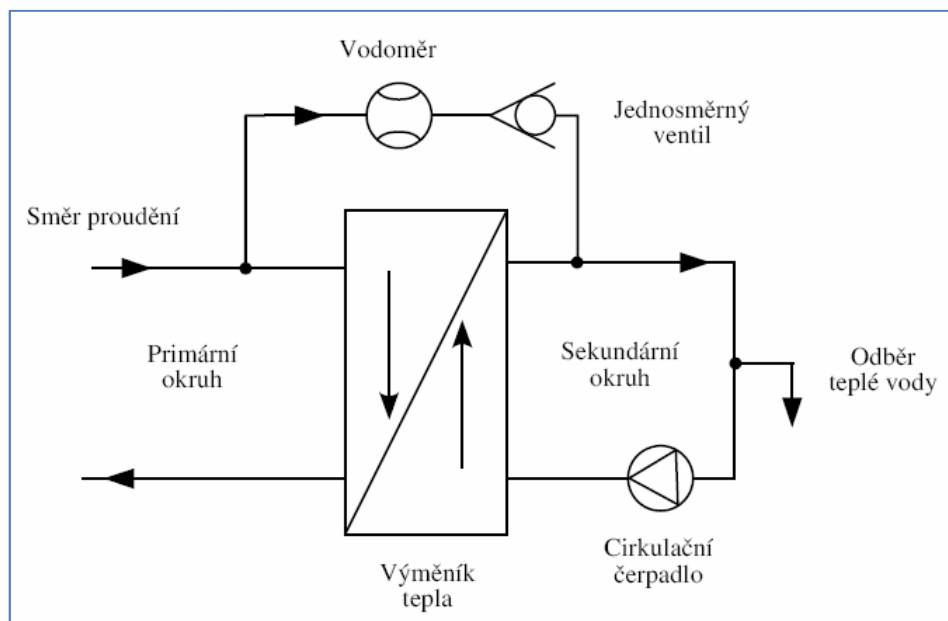 Vodoměr
Jednosměrný
ventil
Směr proudění
Primární
okruh
Sekundární
okruh
Odběr
teplé vody
Výměník
tepla
Cirkulační
čerpadlo